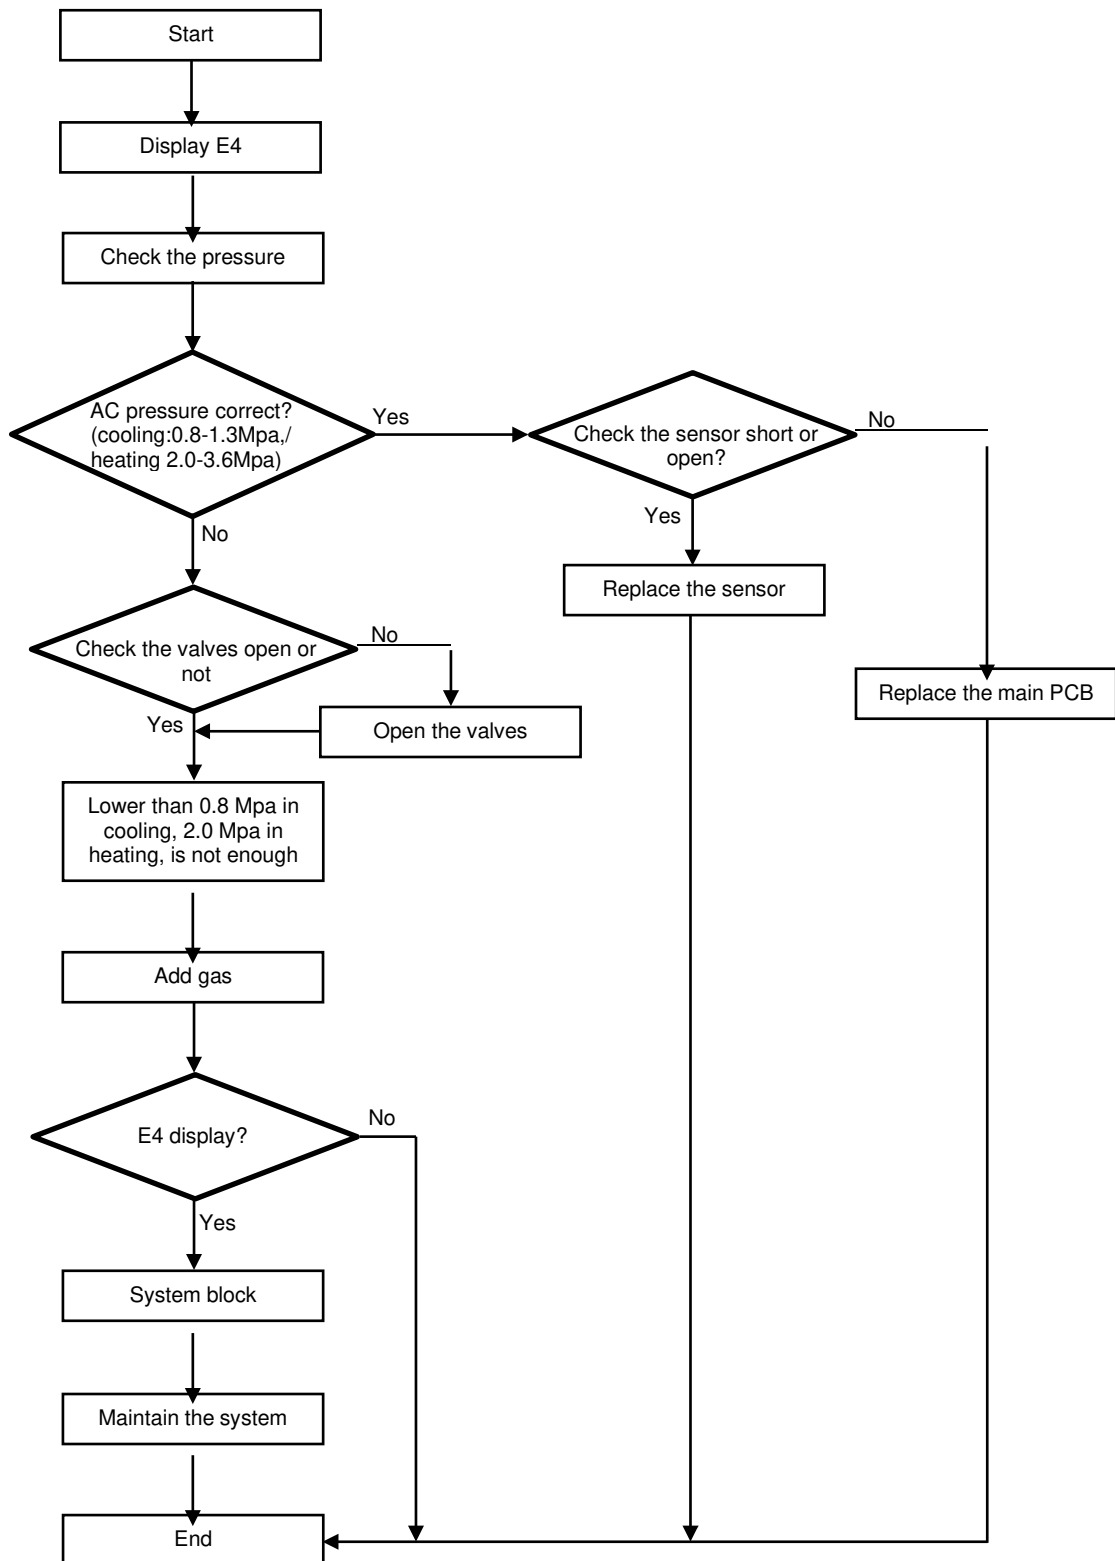 Start
Display E4
Check the pressure
AC pressure correct?
(cooling:0.8-1.3Mpa,/
heating 2.0-3.6Mpa)
Yes
Check the sensor short or
open?
No
No
Yes
Replace the sensor
Check the valves open or
not
No
Replace the main PCB
Yes
Open the valves
Lower than 0.8 Mpa in
cooling, 2.0 Mpa in
heating, is not enough
Add gas
E4 display?
No
Yes
System block
Maintain the system
End